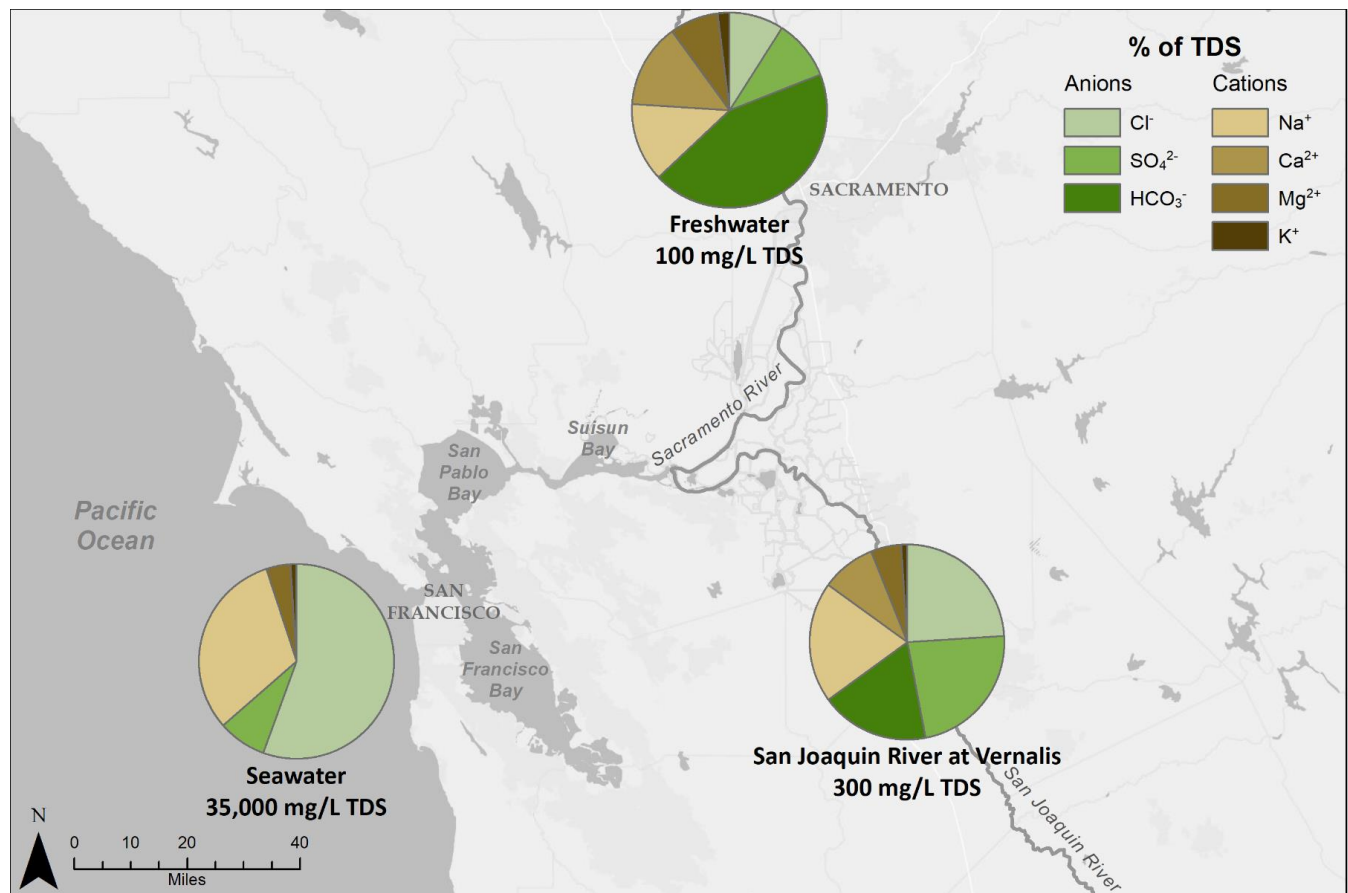 % of TDS
Anions
Cations
Cl-
Na+
SO₄²-
Ca²+
HCO₃-
Mg²+
K+
SACRAMENTO
Freshwater
100 mg/L TDS
Sacramento River
Suisun
Bay
San
Pablo
Bay
Pacific
Ocean
SAN
FRANCISCO
San
Francisco
Bay
Seawater
35,000 mg/L TDS
San Joaquin River at Vernalis
300 mg/L TDS
San Joaquin River
N
0 10 20 40
Miles